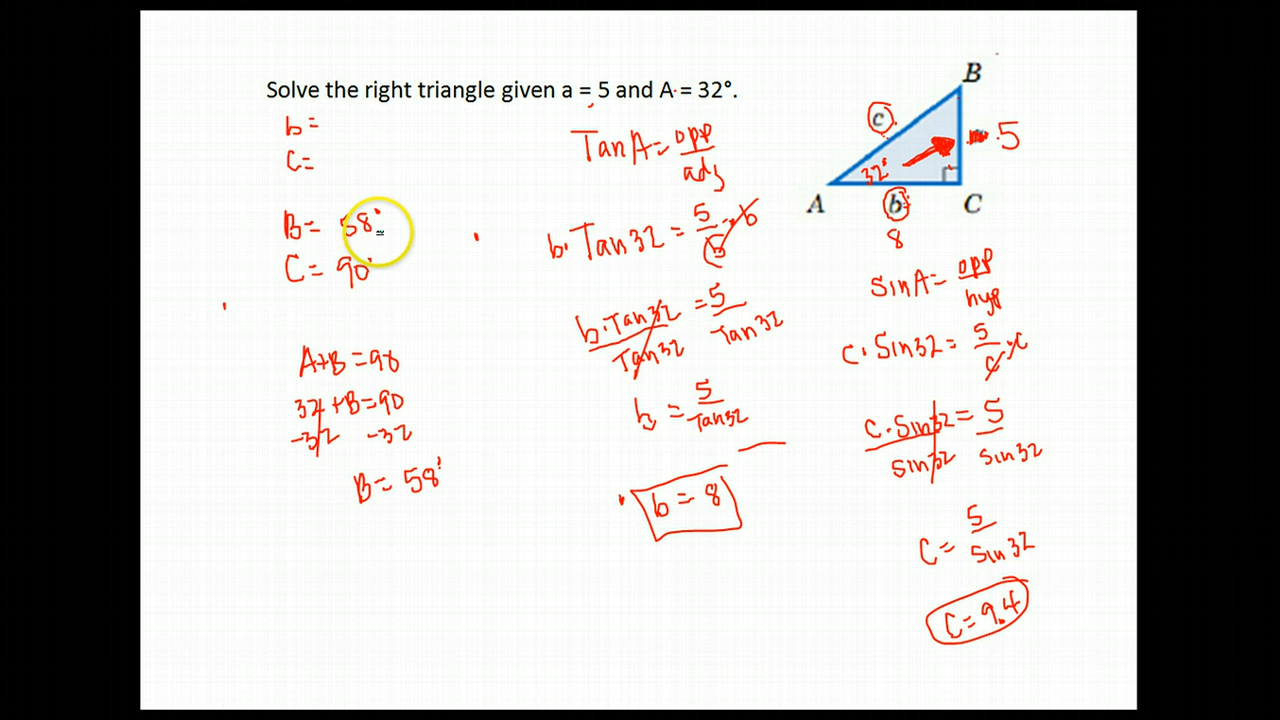 Solve the right triangle given a = 5 and A = 32°.
b =
c =
B = 58°
C = 90°
A+B = 90
32 + B = 90
-32 -32
B = 58°
Tan A = opp/adj
b · Tan 32 = 5/b · b
b · Tan 32 / Tan 32 = 5 / Tan 32
b = 5 / Tan 32
b = 8
B
c
5
32°
A
b
C
8
sin A = opp/hyp
c · Sin 32 = 5/c · c
c · Sin 32 / sin 32 = 5 / sin 32
c = 5 / sin 32
c = 9.4